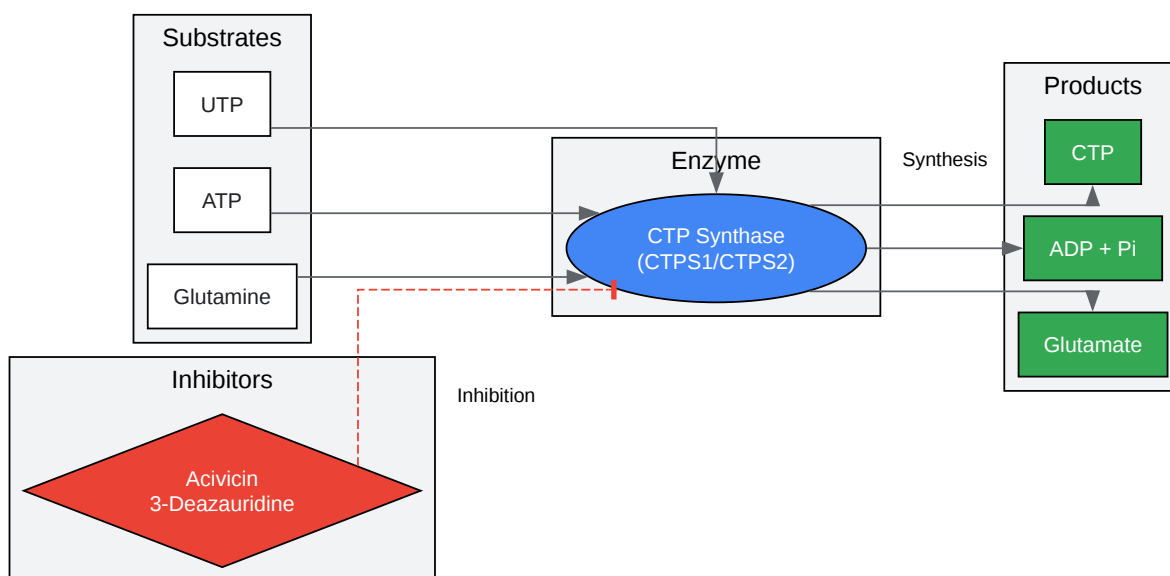 Substrates
UTP
ATP
Glutamine
Enzyme
CTP Synthase
(CTPS1/CTPS2)
Synthesis
Products
CTP
ADP + Pi
Glutamate
Inhibitors
Acivicin
3-Deazauridine
Inhibition